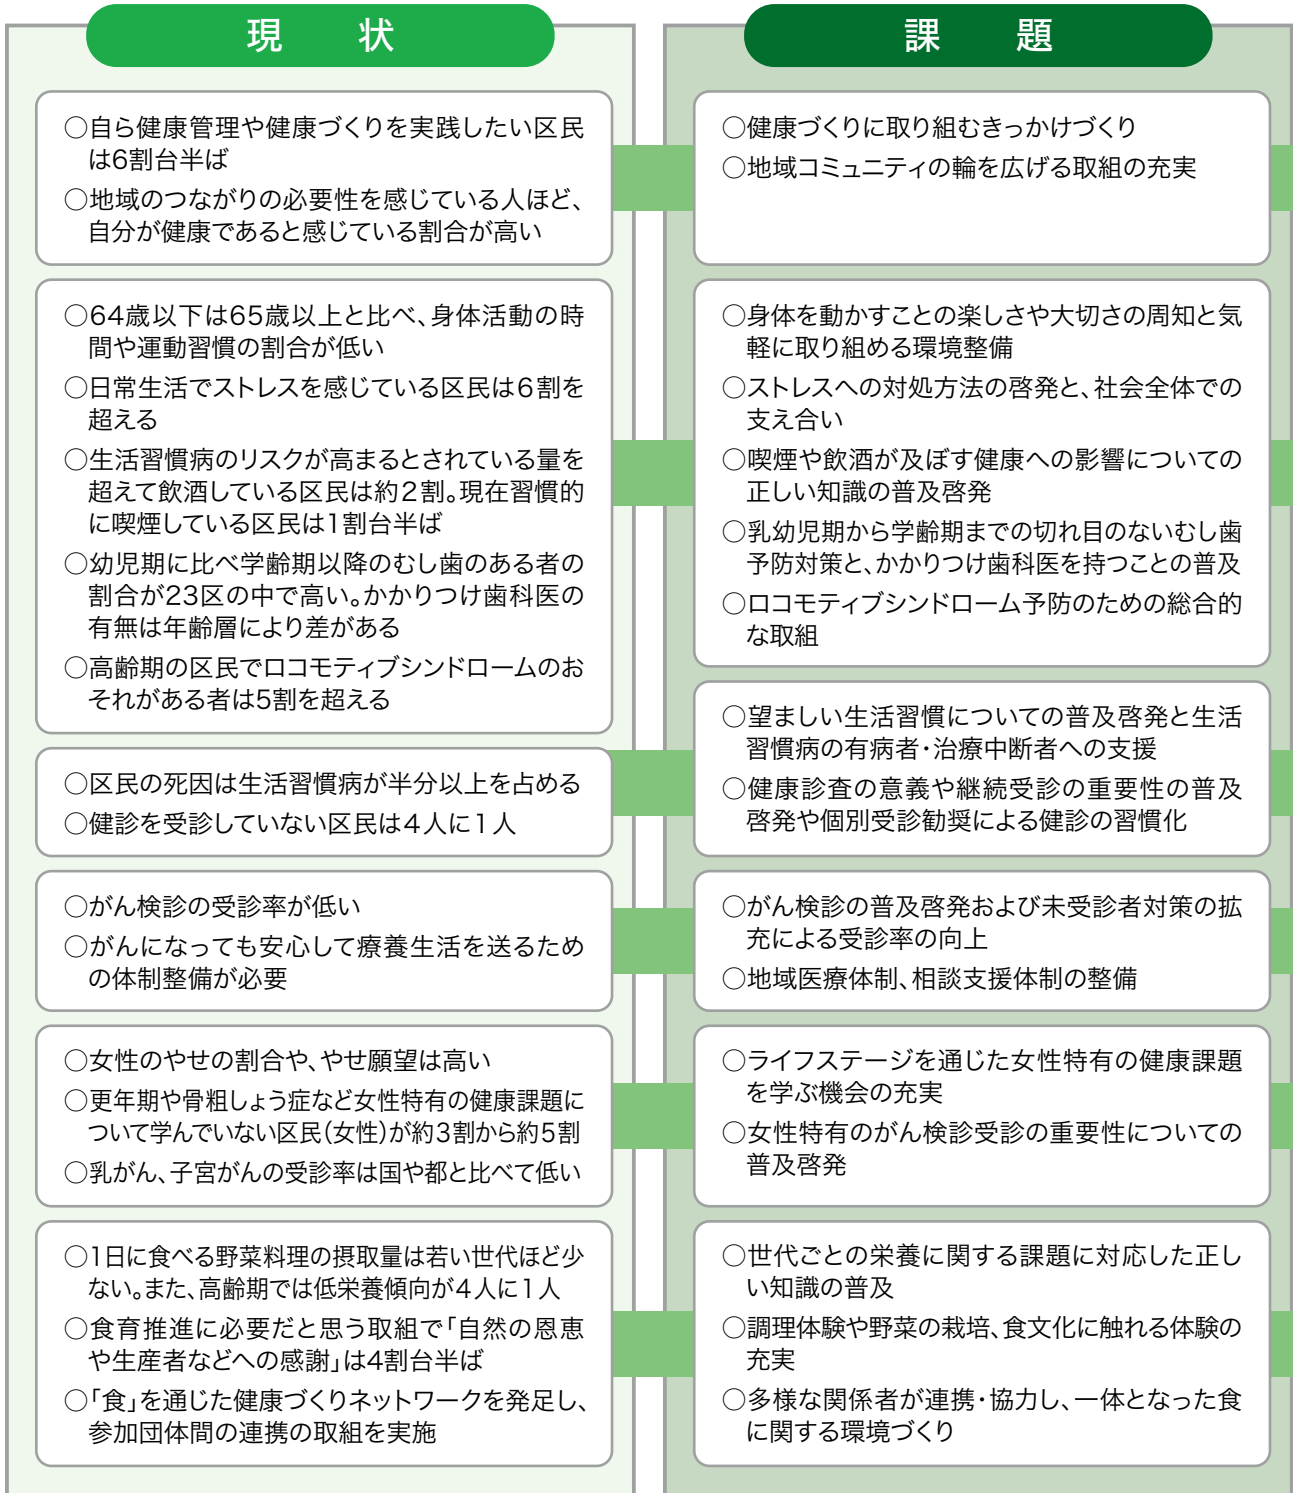 現状
○自ら健康管理や健康づくりを実践したい区民
は6割台半ば
○地域のつながりの必要性を感じている人ほど、
自分が健康であると感じている割合が高い
○64歳以下は65歳以上と比べ、身体活動の時
間や運動習慣の割合が低い
○日常生活でストレスを感じている区民は6割を
超える
○生活習慣病のリスクが高まるとされている量を
超えて飲酒している区民は約2割。現在習慣的
に喫煙している区民は1割台半ば
○幼児期に比べ学齢期以降のむし歯のある者の
割合が23区の中で高い。かかりつけ歯科医の
有無は年齢層により差がある
○高齢期の区民でロコモティブシンドロームのお
それがある者は5割を超える
○区民の死因は生活習慣病が半分以上を占める
○健診を受診していない区民は4人に1人
○がん検診の受診率が低い
○がんになっても安心して療養生活を送るため
の体制整備が必要
○女性のやせの割合や、やせ願望は高い
○更年期や骨粗しょう症など女性特有の健康課題に
ついて学んでいない区民(女性)が約3割から約5割
○乳がん、子宮がんの受診率は国や都と比べて低い
○1日に食べる野菜料理の摂取量は若い世代ほど少
ない。また、高齢期では低栄養傾向が4人に1人
○食育推進に必要だと思う取組で「自然の恩恵
や生産者などへの感謝」は4割台半ば
○「食」を通じた健康づくりネットワークを発足し、
参加団体間の連携の取組を実施
課題
○健康づくりに取り組むきっかけづくり
○地域コミュニティの輪を広げる取組の充実
○身体を動かすことの楽しさや大切さの周知と気
軽に取り組める環境整備
○ストレスへの対処方法の啓発と、社会全体での
支え合い
○喫煙や飲酒が及ぼす健康への影響についての
正しい知識の普及啓発
○乳幼児期から学齢期までの切れ目のないむし歯
予防対策と、かかりつけ歯科医を持つことの普及
○ロコモティブシンドローム予防のための総合的
な取組
○望ましい生活習慣についての普及啓発と生活
習慣病の有病者・治療中断者への支援
○健康診査の意義や継続受診の重要性の普及
啓発や個別受診勧奨による健診の習慣化
○がん検診の普及啓発および未受診者対策の拡
充による受診率の向上
○地域医療体制、相談支援体制の整備
○ライフステージを通じた女性特有の健康課題
を学ぶ機会の充実
○女性特有のがん検診受診の重要性についての
普及啓発
○世代ごとの栄養に関する課題に対応した正し
い知識の普及
○調理体験や野菜の栽培、食文化に触れる体験の
充実
○多様な関係者が連携・協力し、一体となった食
に関する環境づくり